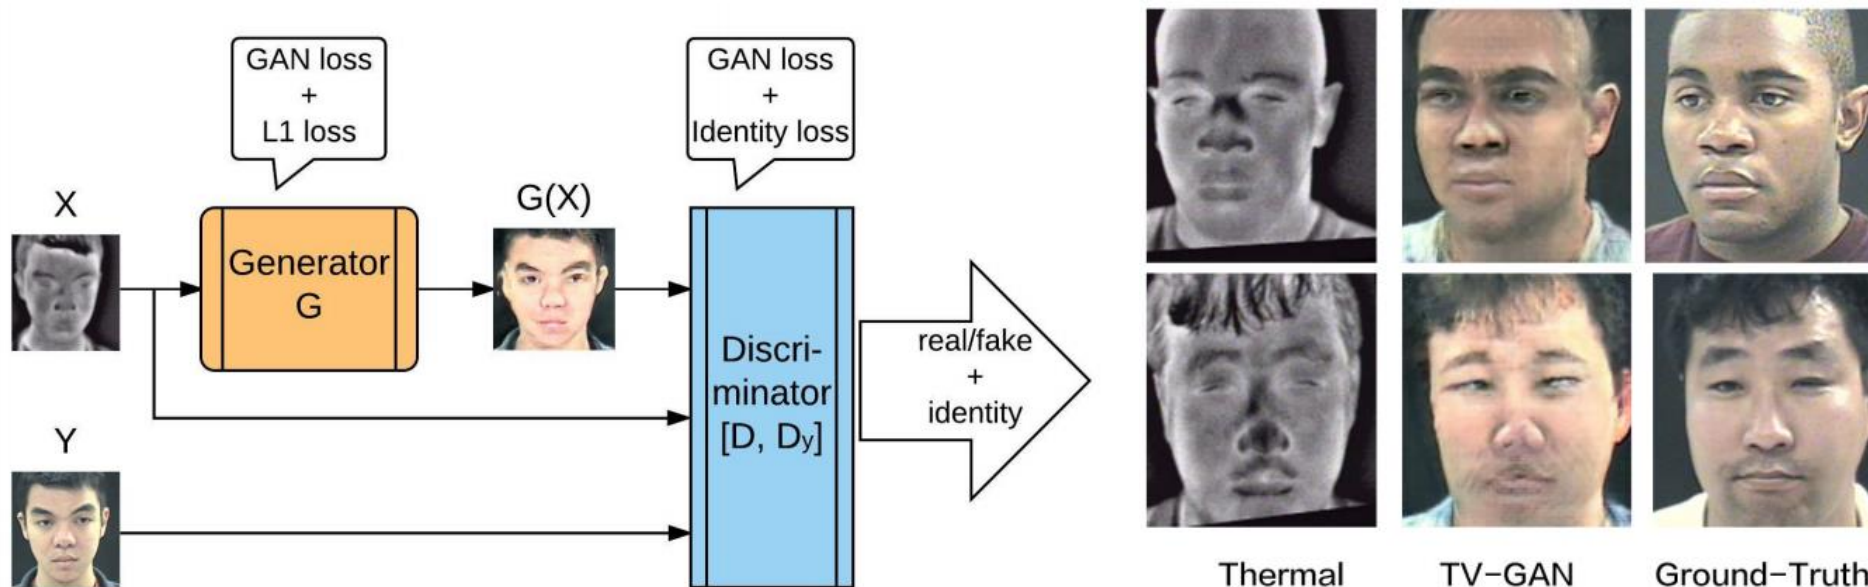 GAN loss
+
L1 loss
GAN loss
+
Identity loss
X
G(X)
Generator
G
Discri-
minator
[D, Dy]
real/fake
+
identity
Y
Thermal
TV-GAN
Ground-Truth